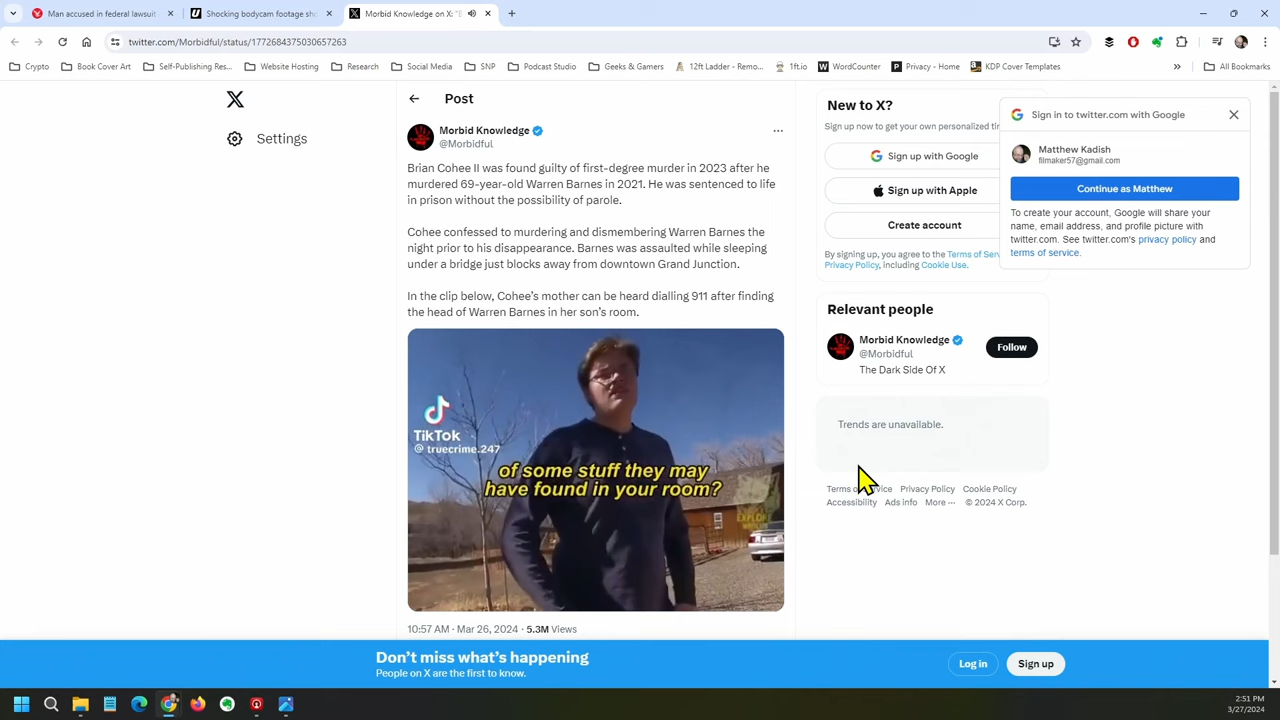 Man accused in federal lawsuit
Shocking bodycam footage sho
Morbid Knowledge on X: "B
twitter.com/Morbidful/status/1772684375030657263
Crypto
Book Cover Art
Self-Publishing Res...
Website Hosting
Research
Social Media
SNP
Podcast Studio
Geeks & Gamers
12ft Ladder - Remo...
1ft.io
WordCounter
Privacy - Home
KDP Cover Templates
»
All Bookmarks
Settings
Post
Morbid Knowledge
@Morbidful
Brian Cohee II was found guilty of first-degree murder in 2023 after he
murdered 69-year-old Warren Barnes in 2021. He was sentenced to life
in prison without the possibility of parole.
Cohee confessed to murdering and dismembering Warren Barnes the
night prior to his disappearance. Barnes was assaulted while sleeping
under a bridge just blocks away from downtown Grand Junction.
In the clip below, Cohee's mother can be heard dialling 911 after finding
the head of Warren Barnes in her son's room.
TikTok
@ truecrime.247
of some stuff they may
have found in your room?
EXPLORE
10:57 AM · Mar 26, 2024 · 5.3M Views
New to X?
Sign up now to get your own personalized tim
Sign up with Google
Sign up with Apple
Create account
By signing up, you agree to the Terms of Serv
Privacy Policy, including Cookie Use.
Sign in to twitter.com with Google
Matthew Kadish
filmaker57@gmail.com
Continue as Matthew
To create your account, Google will share your
name, email address, and profile picture with
twitter.com. See twitter.com's privacy policy and
terms of service.
Relevant people
Morbid Knowledge
@Morbidful
Follow
The Dark Side Of X
Trends are unavailable.
Terms of Service Privacy Policy Cookie Policy
Accessibility Ads info More ··· © 2024 X Corp.
Don't miss what's happening
People on X are the first to know.
Log in
Sign up
2:51 PM
3/27/2024